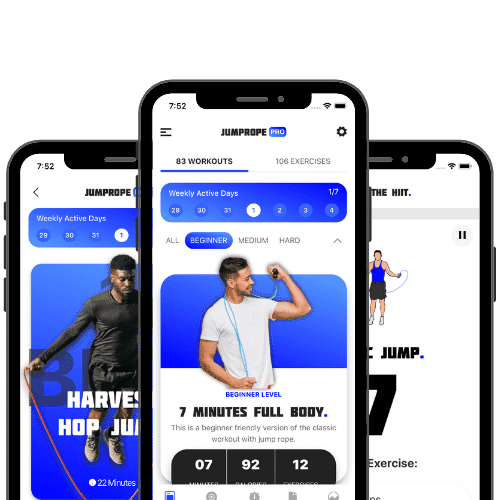 7:52
JUMPROPE PRO
83 WORKOUTS
106 EXERCISES
Weekly Active Days
1/7
29 30 31 1 2 3 4
ALL BEGINNER MEDIUM HARD
BEGINNER LEVEL
7 MINUTES FULL BODY.
This is a beginner friendly version of the classic
workout with jump rope.
07 92 12
MINUTES CALORIES EXERCISES
7:52
JUMPROPE
Weekly Active Days
29 30 31 1
HOP
22 Minutes
THE HIIT.
JUMP.
7
Exercise: